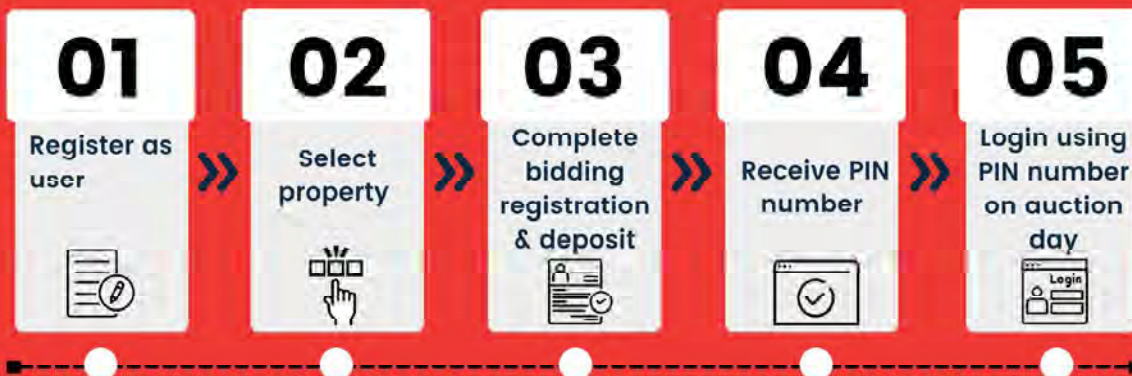 01
Register as
user
02
Select
property
03
Complete
bidding
registration
& deposit
04
Receive PIN
number
05
Login using
PIN number
on auction
day
Login